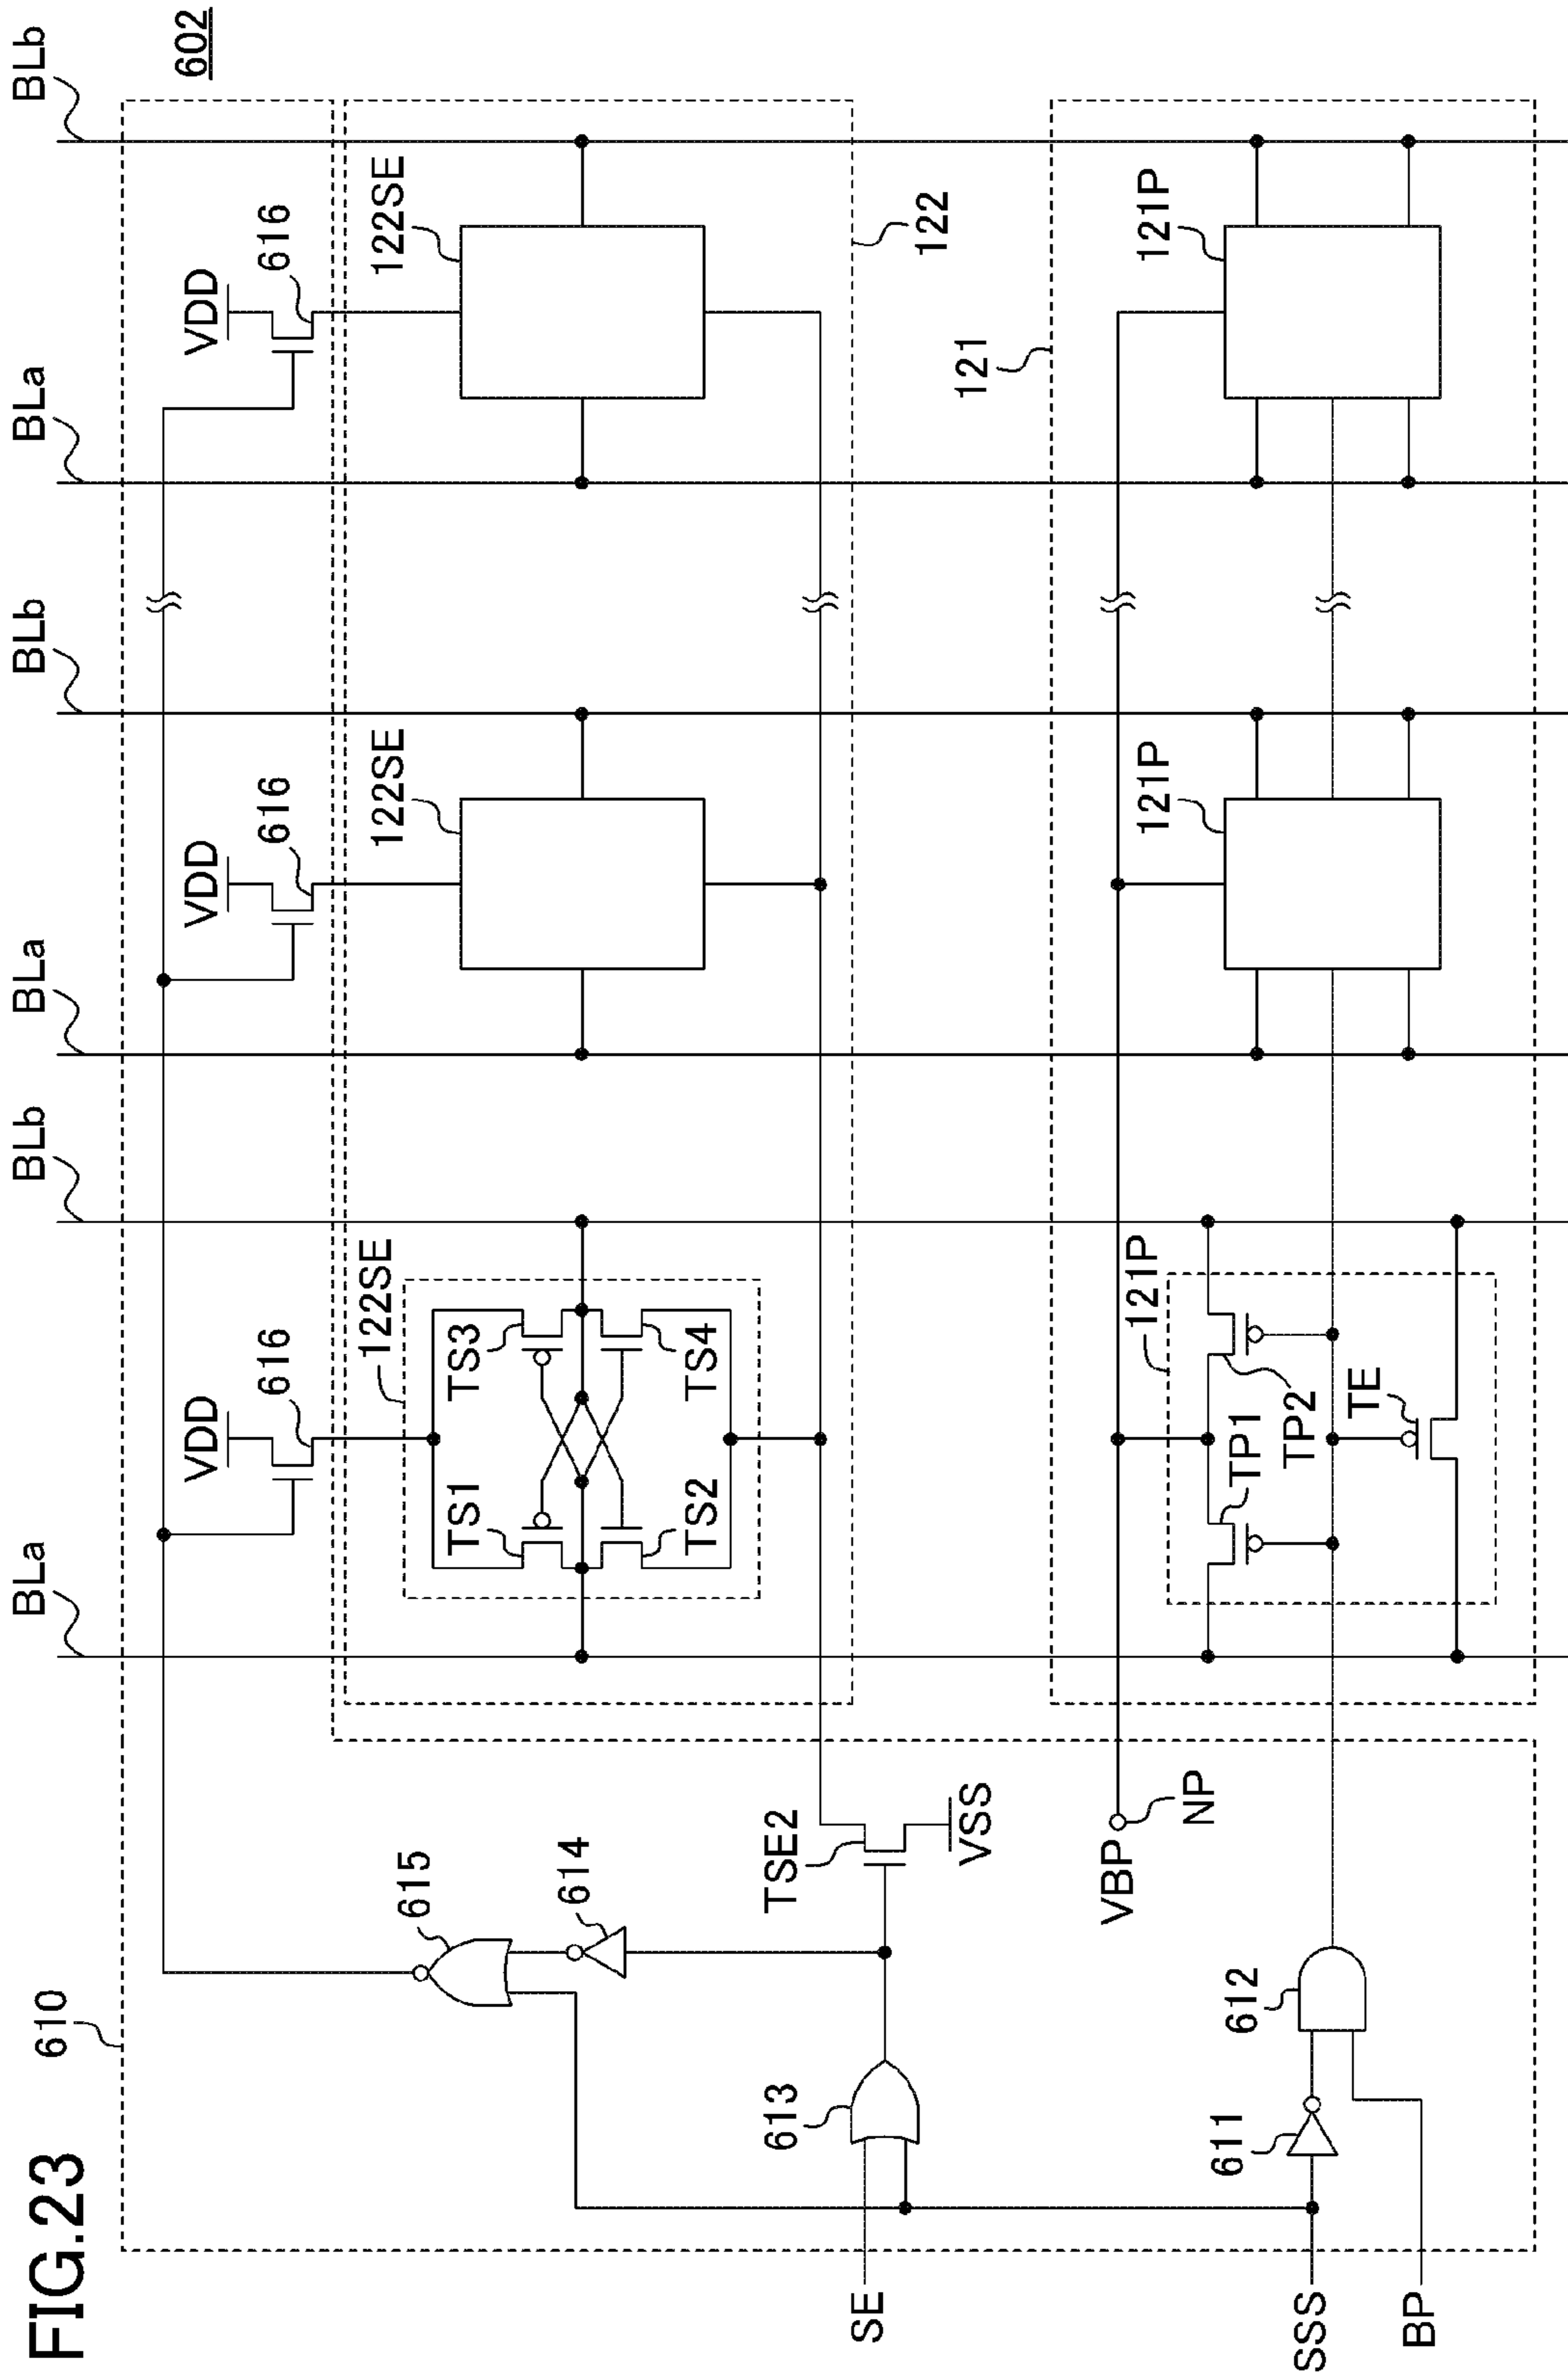 FIG.23
602
610
BLa
BLb
BLa
BLb
BLa
BLb
VDD
616
VDD
616
VDD
616
615
614
613
TSE2
VSS
122SE
TS1
TS3
TS2
TS4
122SE
122SE
122
SE
VBP
NP
121
121P
TP1
TP2
TE
121P
121P
611
612
SSS
BP